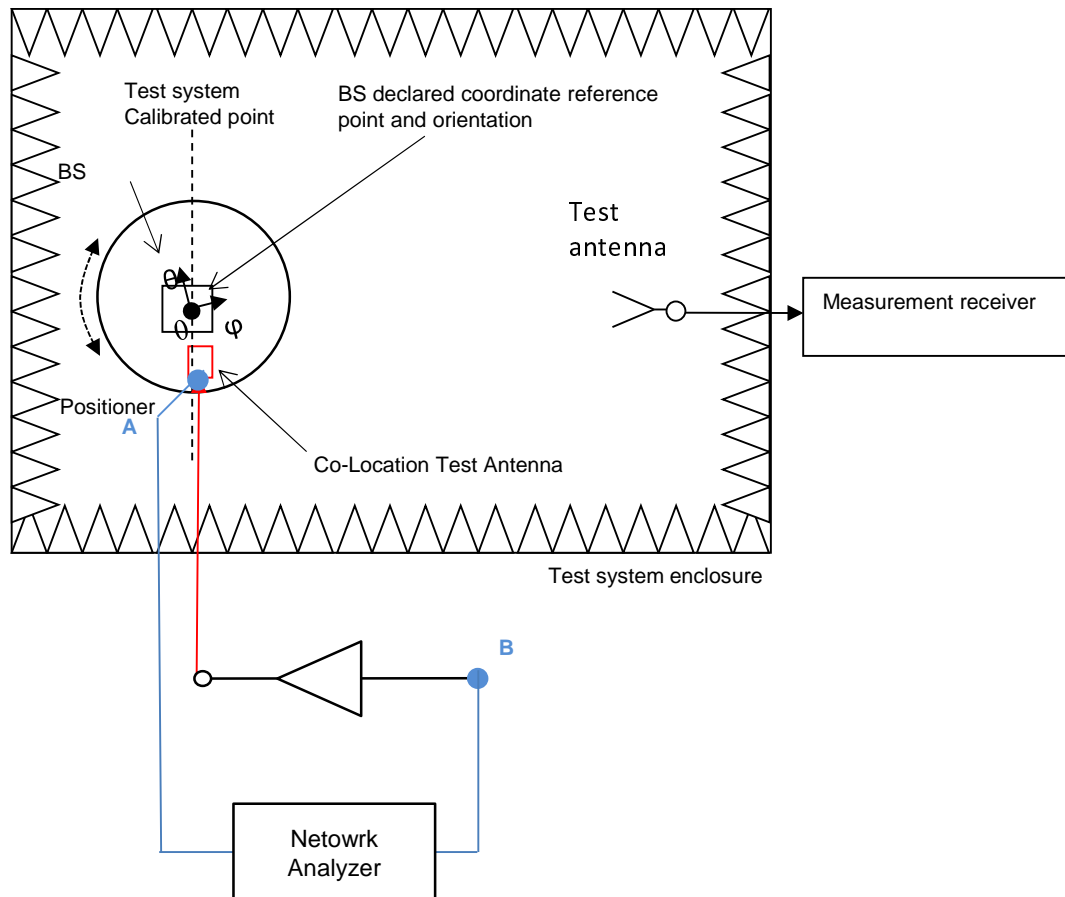 Test system
Calibrated point
BS declared coordinate reference
point and orientation
BS
Test
antenna
Measurement receiver
θ
θ
φ
Positioner
A
Co-Location Test Antenna
Test system enclosure
B
Netowrk
Analyzer